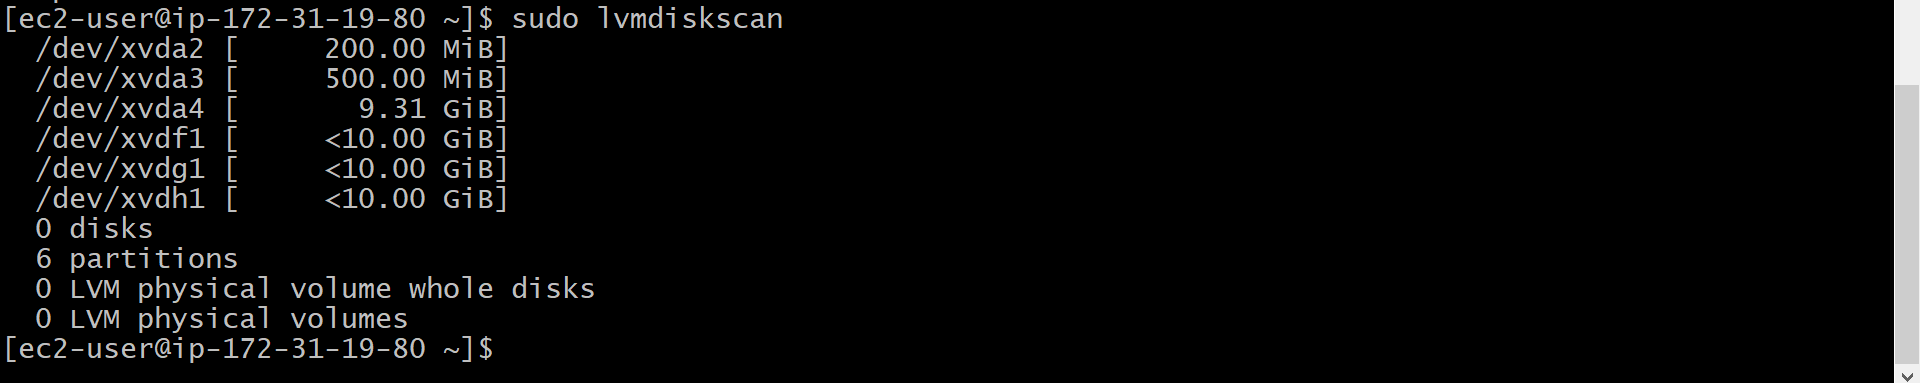 [ec2-user@ip-172-31-19-80 ~]$ sudo lvmdiskscan
  /dev/xvda2 [     200.00 MiB]
  /dev/xvda3 [     500.00 MiB]
  /dev/xvda4 [       9.31 GiB]
  /dev/xvdf1 [     <10.00 GiB]
  /dev/xvdg1 [     <10.00 GiB]
  /dev/xvdh1 [     <10.00 GiB]
  0 disks
  6 partitions
  0 LVM physical volume whole disks
  0 LVM physical volumes
[ec2-user@ip-172-31-19-80 ~]$